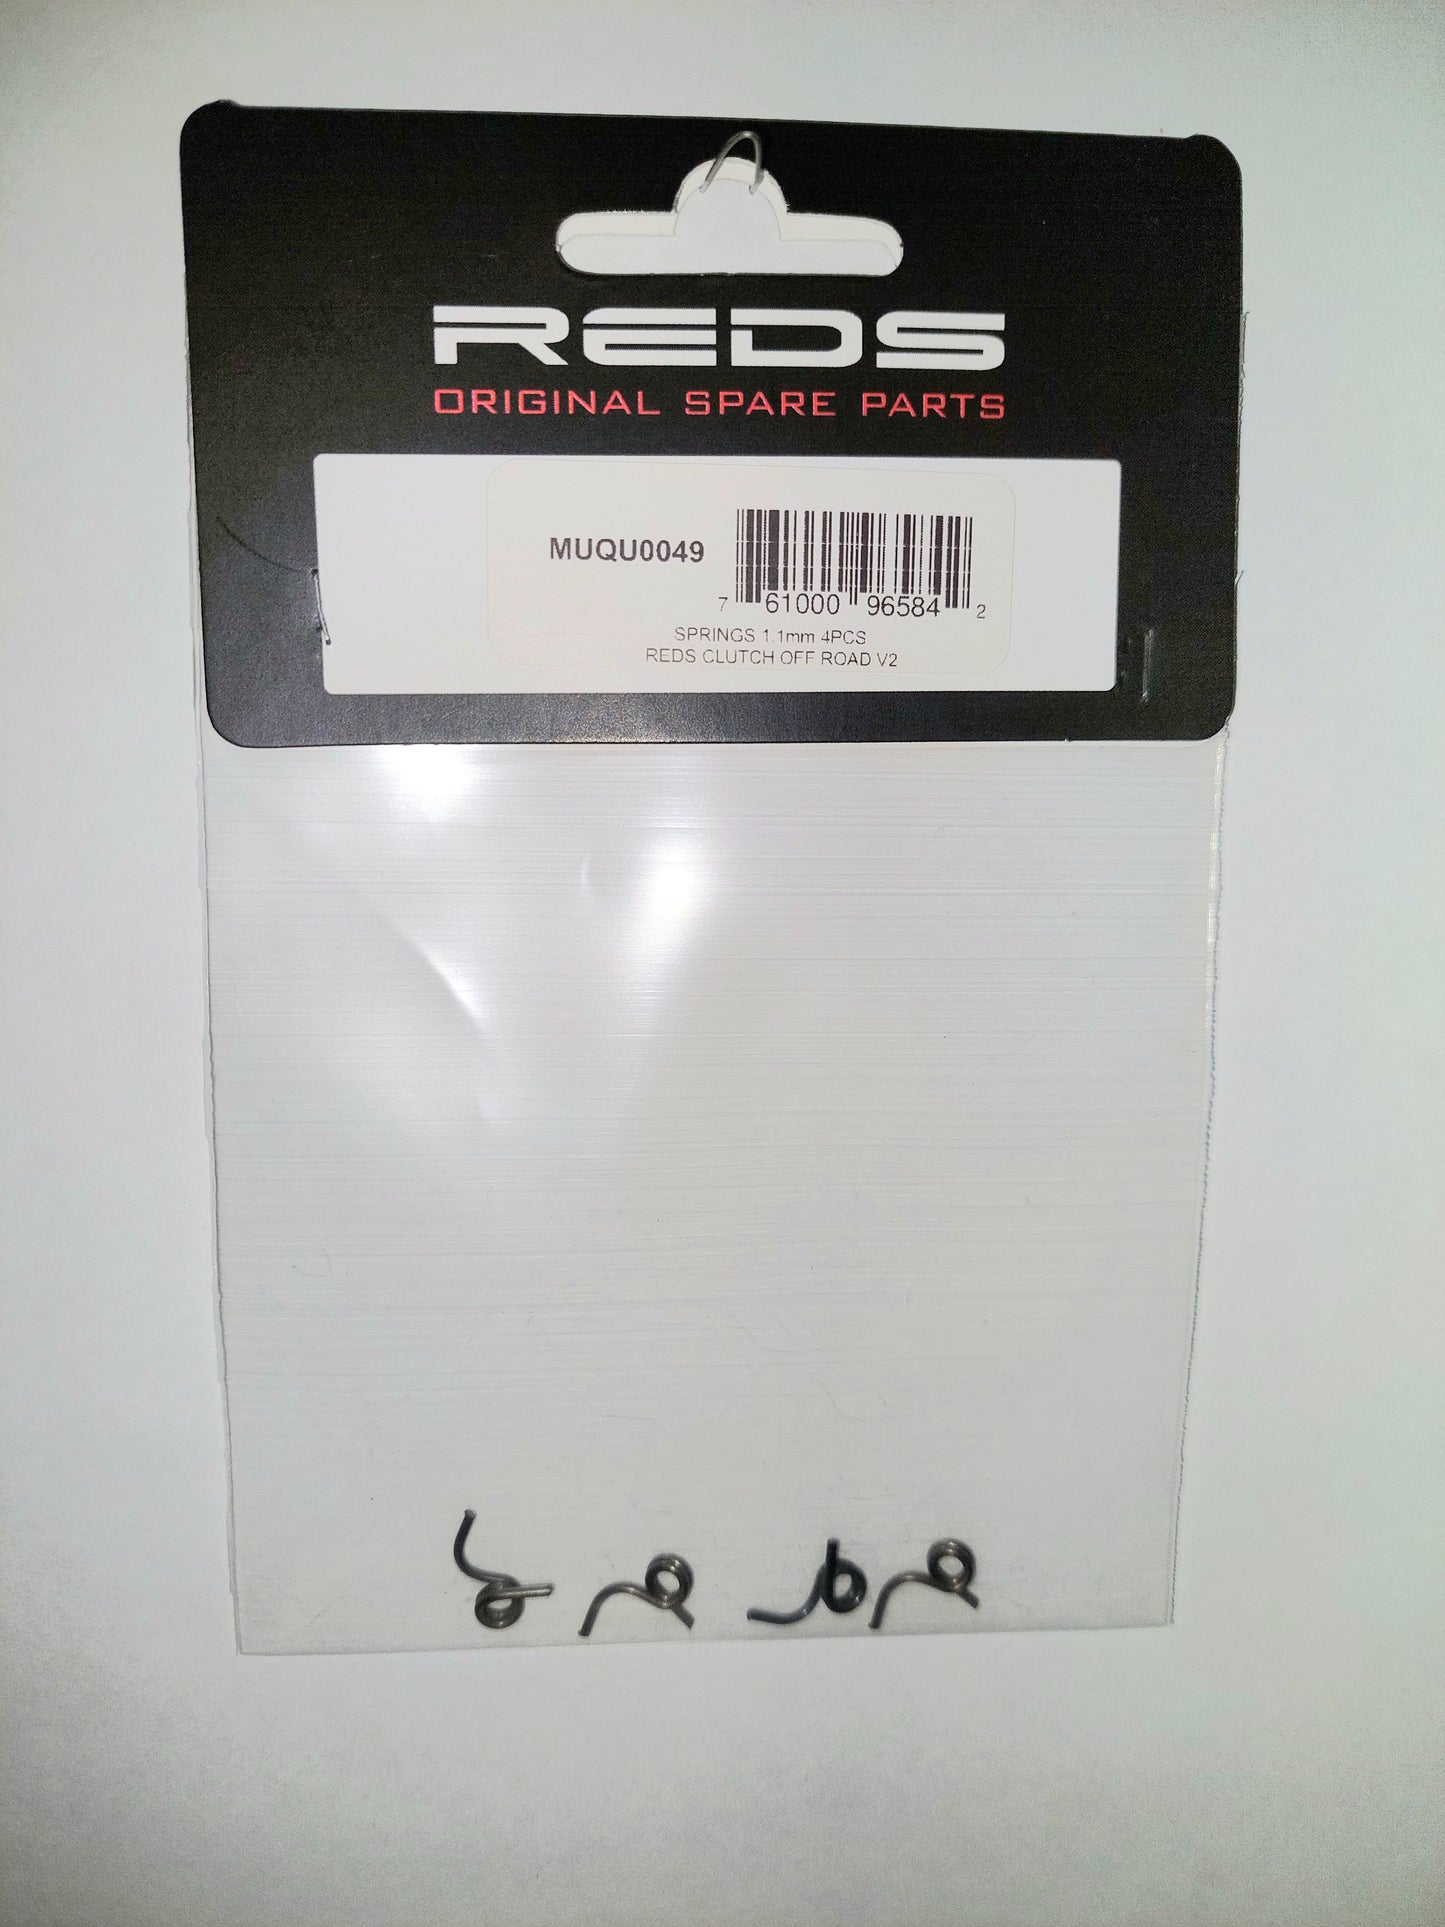 REDS
ORIGINAL SPARE PARTS
MUQU0049
7 61000 96584 2
SPRINGS 1.1mm 4PCS
REDS CLUTCH OFF ROAD V2